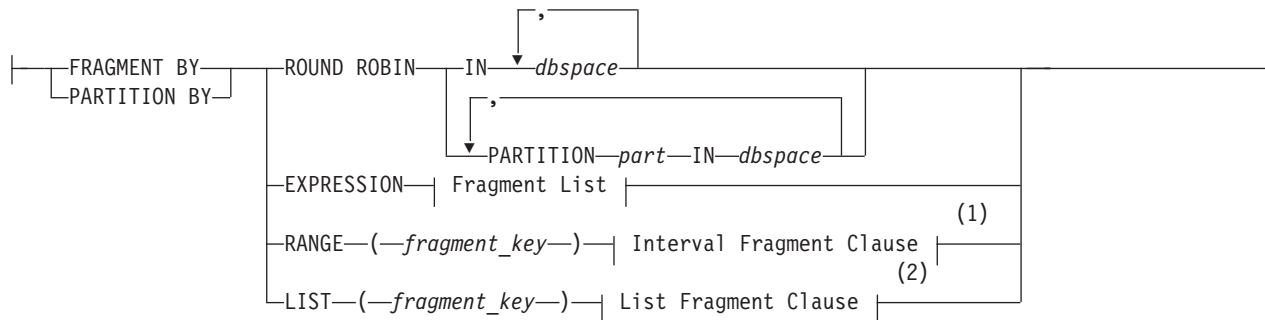 ,
FRAGMENT BY ROUND ROBIN IN dbspace
PARTITION BY
,
PARTITION part IN dbspace
EXPRESSION Fragment List
(1)
RANGE ( fragment_key ) Interval Fragment Clause
(2)
LIST ( fragment_key ) List Fragment Clause